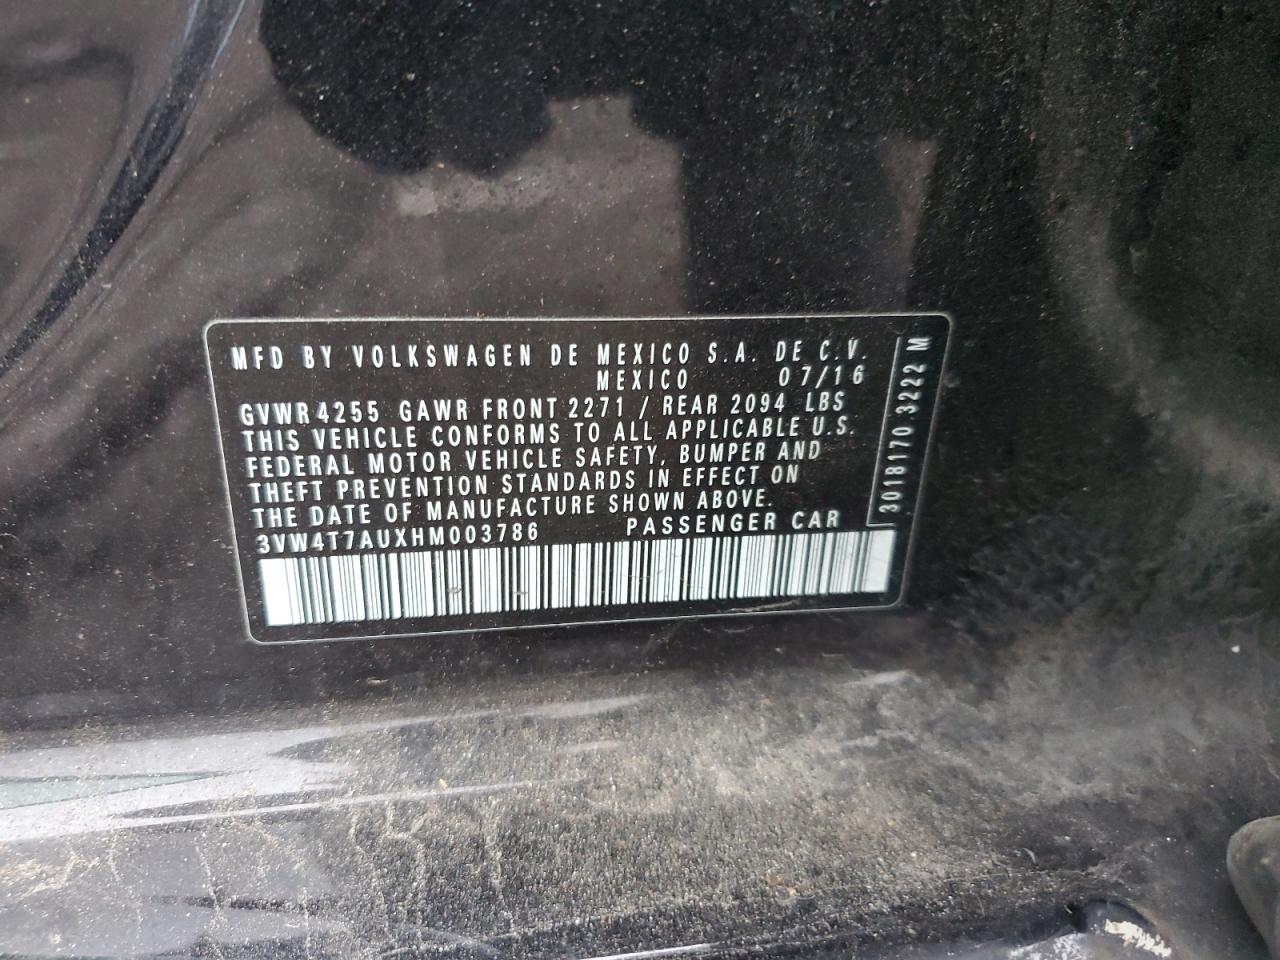 MFD BY VOLKSWAGEN DE MEXICO S.A. DE C.V.
MEXICO 07/16
GVWR 4255 GAWR FRONT 2271 / REAR 2094 LBS
THIS VEHICLE CONFORMS TO ALL APPLICABLE U.S.
FEDERAL MOTOR VEHICLE SAFETY, BUMPER AND
THEFT PREVENTION STANDARDS IN EFFECT ON
THE DATE OF MANUFACTURE SHOWN ABOVE.
3VW4T7AUXHM003786 PASSENGER CAR
3018170.3222 M